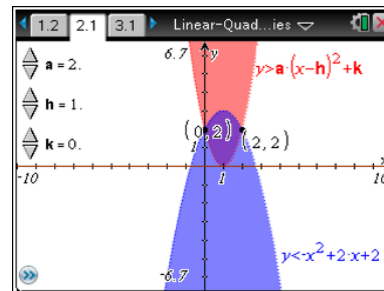 1.2 2.1 3.1 Linear-Quad...ies
6.7 y
a = 2.
y>a·(x−h)²+k
h = 1.
(0, 2) (2, 2)
k = 0.
1
x
-10 1 10
y<-x²+2·x+2
-6.7